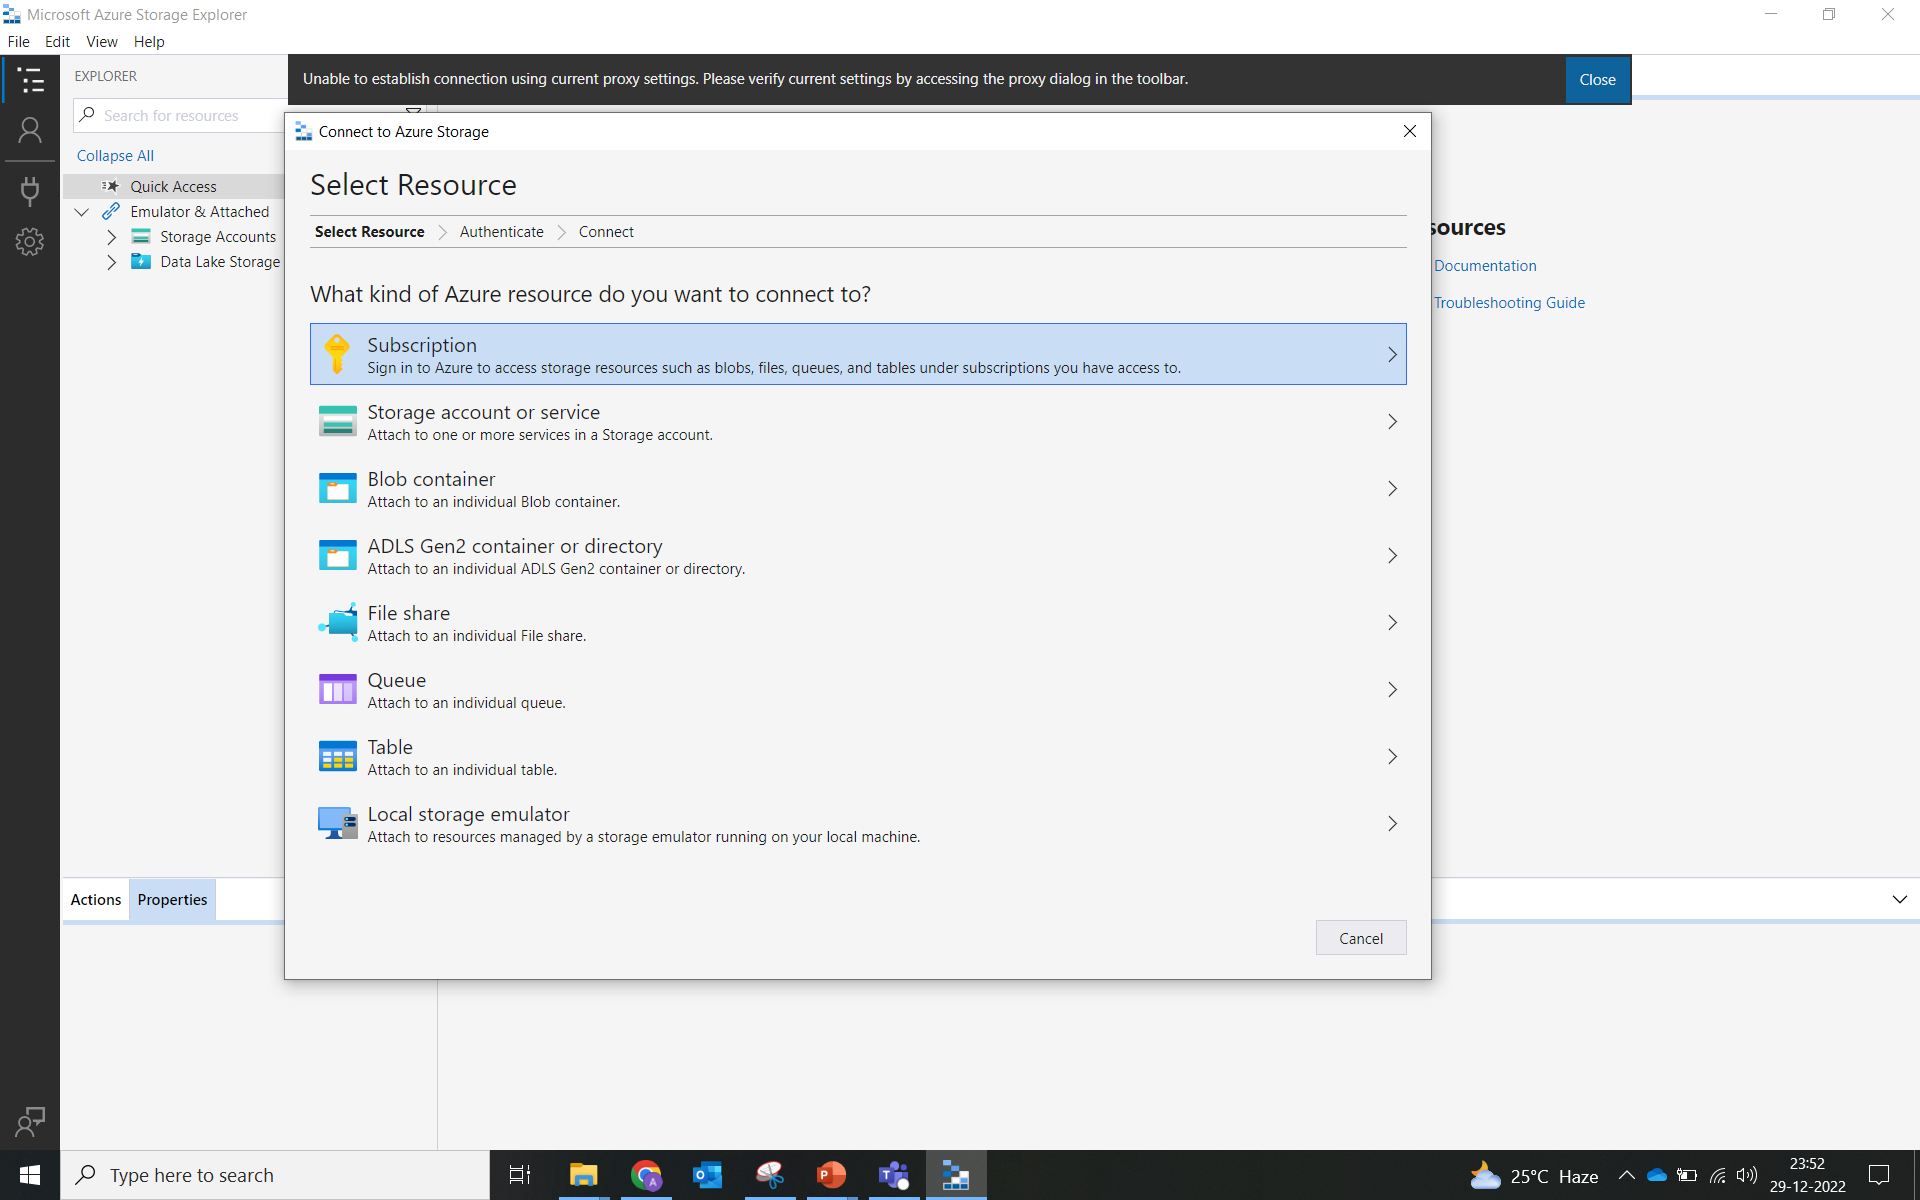 Microsoft Azure Storage Explorer
File Edit View Help
EXPLORER
Unable to establish connection using current proxy settings. Please verify current settings by accessing the proxy dialog in the toolbar.
Close
Search for resources
Collapse All
Quick Access
Emulator & Attached
Storage Accounts
Data Lake Storage
Connect to Azure Storage
Select Resource
Select Resource Authenticate Connect
What kind of Azure resource do you want to connect to?
Subscription
Sign in to Azure to access storage resources such as blobs, files, queues, and tables under subscriptions you have access to.
Storage account or service
Attach to one or more services in a Storage account.
Blob container
Attach to an individual Blob container.
ADLS Gen2 container or directory
Attach to an individual ADLS Gen2 container or directory.
File share
Attach to an individual File share.
Queue
Attach to an individual queue.
Table
Attach to an individual table.
Local storage emulator
Attach to resources managed by a storage emulator running on your local machine.
Cancel
sources
Documentation
Troubleshooting Guide
Actions Properties
Type here to search
25°C Haze
23:52
29-12-2022